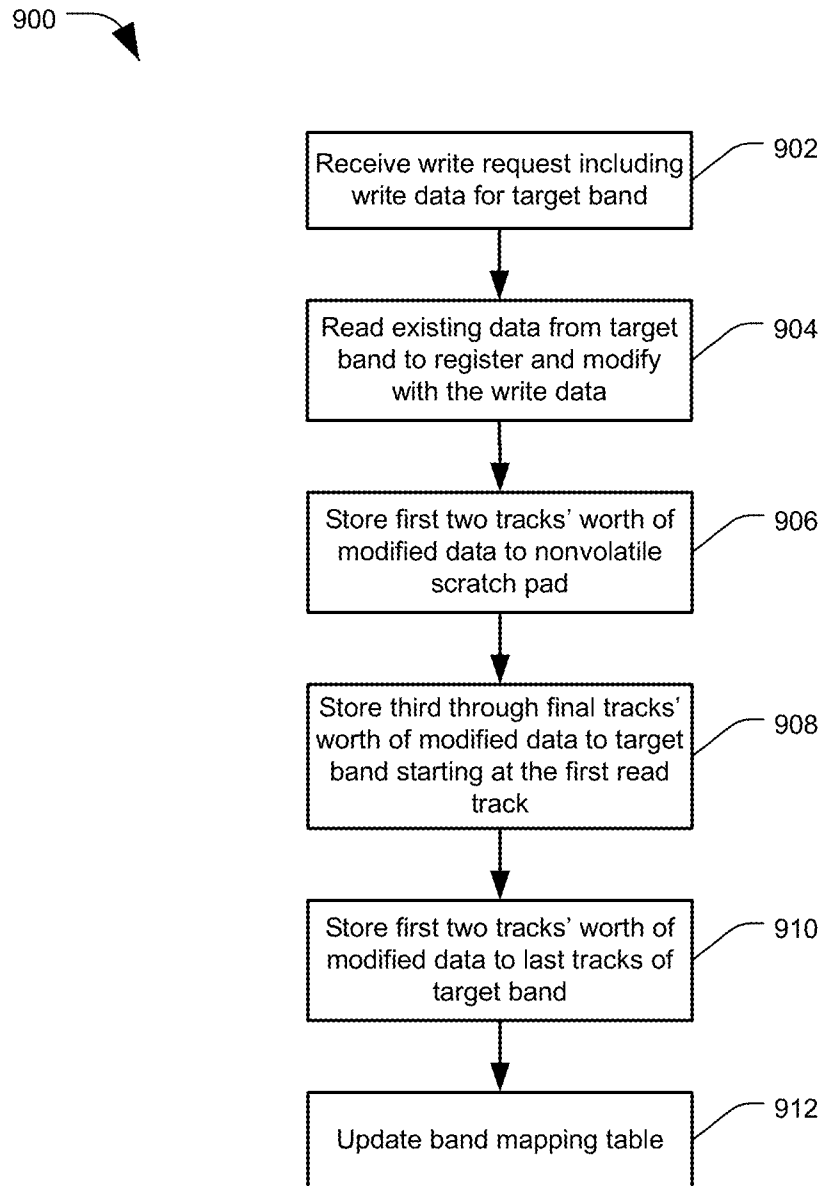 900
Receive write request including
write data for target band
902
Read existing data from target
band to register and modify
with the write data
904
Store first two tracks' worth of
modified data to nonvolatile
scratch pad
906
Store third through final tracks'
worth of modified data to target
band starting at the first read
track
908
Store first two tracks' worth of
modified data to last tracks of
target band
910
Update band mapping table
912